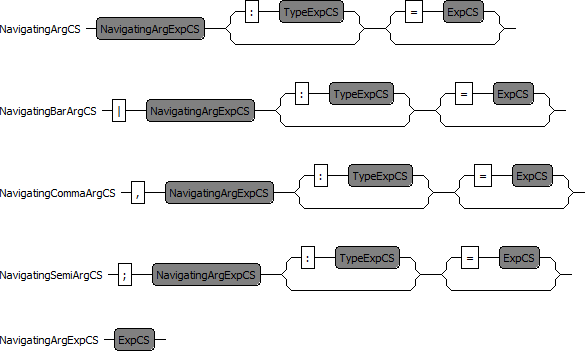 : TypeExpCS = ExpCS
NavigatingArgCS NavigatingArgExpCS
: TypeExpCS = ExpCS
NavigatingBarArgCS | NavigatingArgExpCS
: TypeExpCS = ExpCS
NavigatingCommaArgCS , NavigatingArgExpCS
: TypeExpCS = ExpCS
NavigatingSemiArgCS ; NavigatingArgExpCS
NavigatingArgExpCS ExpCS